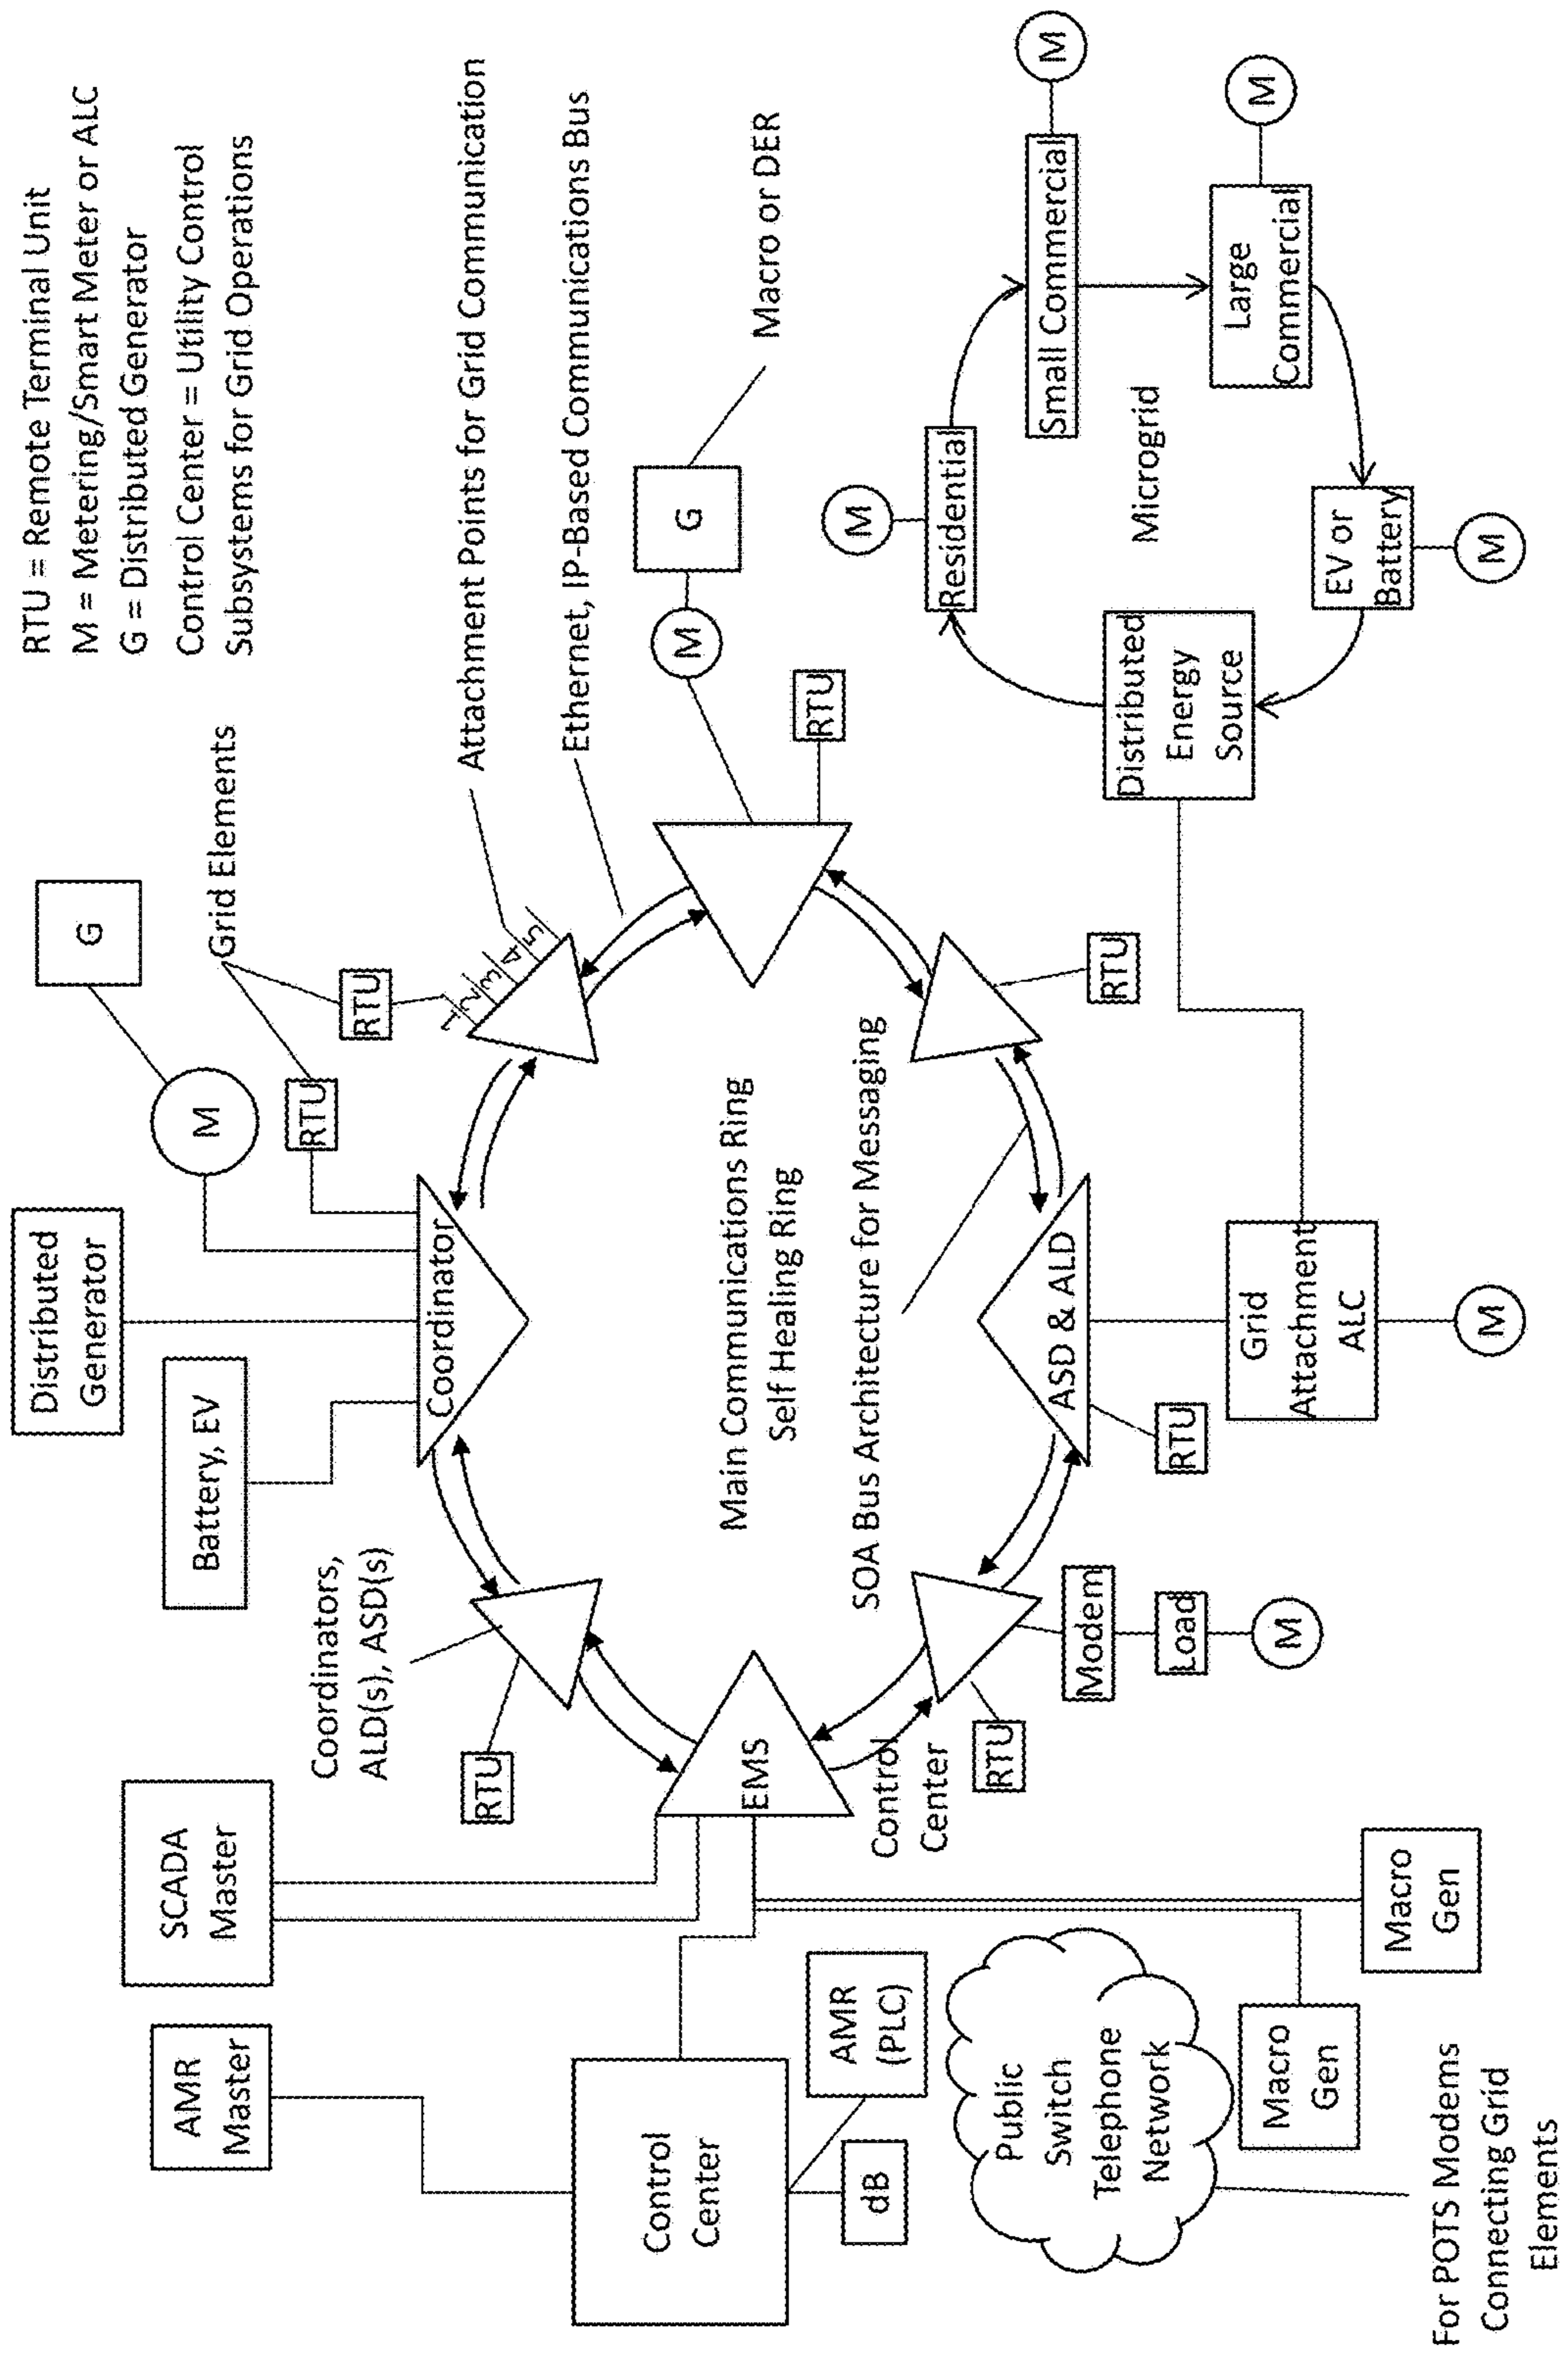 RTU = Remote Terminal Unit
M = Metering/Smart Meter or ALC
G = Distributed Generator
Control Center = Utility Control
Subsystems for Grid Operations
Distributed
Generator
G
M
Battery, EV
RTU
Grid Elements
RTU
SCADA
Master
AMR
Master
Coordinators,
ALD(s), ASD(s)
RTU
Coordinator
1
2
3
4
5
Attachment Points for Grid Communication
Ethernet, IP-Based Communications Bus
M
G
Macro or DER
RTU
Control
Center
EMS
Main Communications Ring
Self Healing Ring
SOA Bus Architecture for Messaging
AMR
(PLC)
dB
Control
Center
RTU
Modem
Load
M
ASD & ALD
RTU
RTU
Grid
Attachment
ALC
M
Public
Switch
Telephone
Network
Macro
Gen
Macro
Gen
For POTS Modems
Connecting Grid
Elements
M
Residential
Small Commercial
M
Microgrid
Large
Commercial
M
Distributed
Energy
Source
EV or
Battery
M